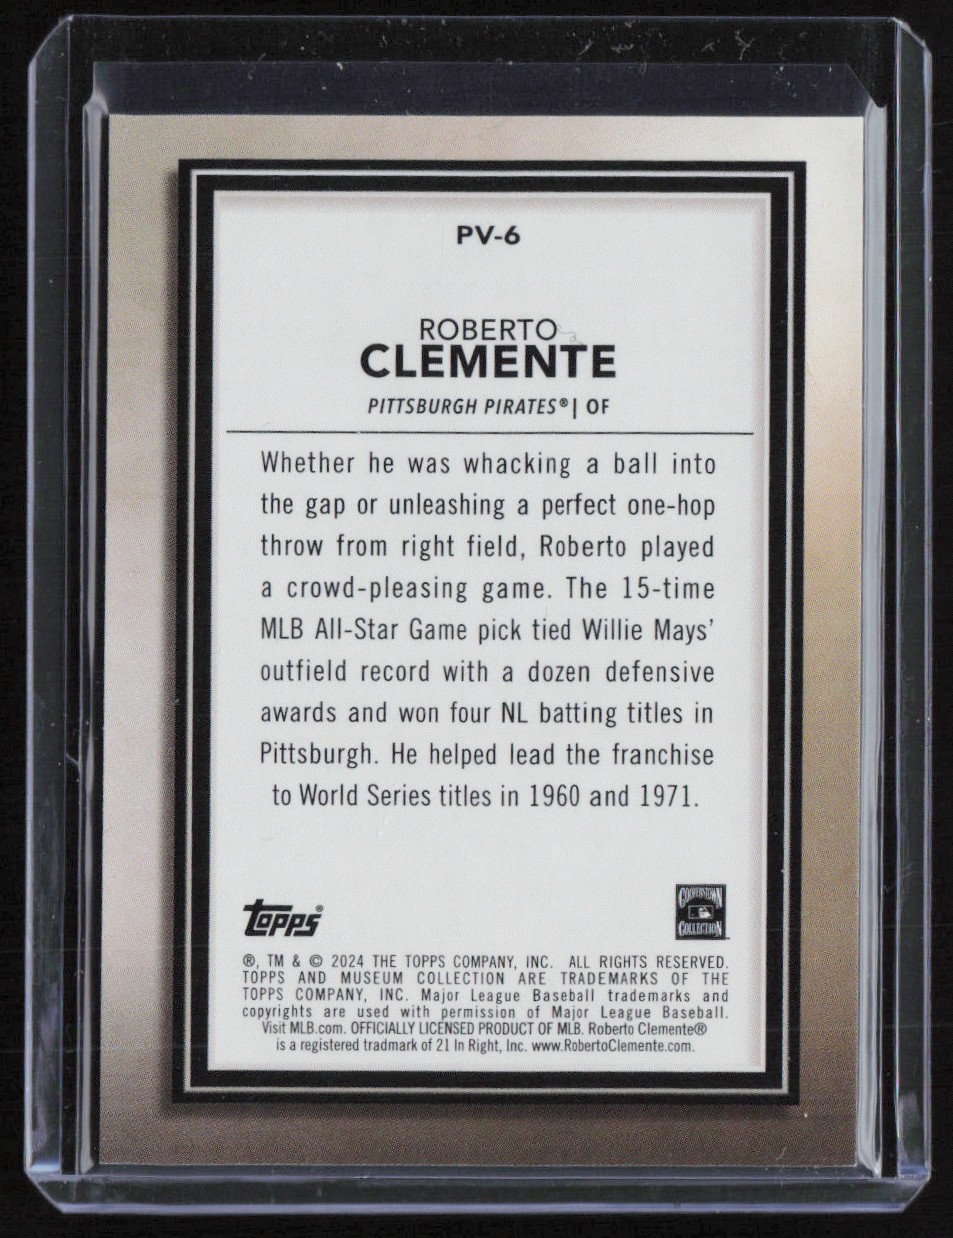 PV-6
ROBERTO
CLEMENTE
PITTSBURGH PIRATES® | OF
Whether he was whacking a ball into
the gap or unleashing a perfect one-hop
throw from right field, Roberto played
a crowd-pleasing game. The 15-time
MLB All-Star Game pick tied Willie Mays'
outfield record with a dozen defensive
awards and won four NL batting titles in
Pittsburgh. He helped lead the franchise
to World Series titles in 1960 and 1971.
Topps®
COOPERSTOWN
COLLECTION
®, TM & © 2024 THE TOPPS COMPANY, INC. ALL RIGHTS RESERVED.
TOPPS AND MUSEUM COLLECTION ARE TRADEMARKS OF THE
TOPPS COMPANY, INC. Major League Baseball trademarks and
copyrights are used with permission of Major League Baseball.
Visit MLB.com. OFFICIALLY LICENSED PRODUCT OF MLB. Roberto Clemente®
is a registered tradmark of 21 In Right, Inc. www.RobertoClemente.com.